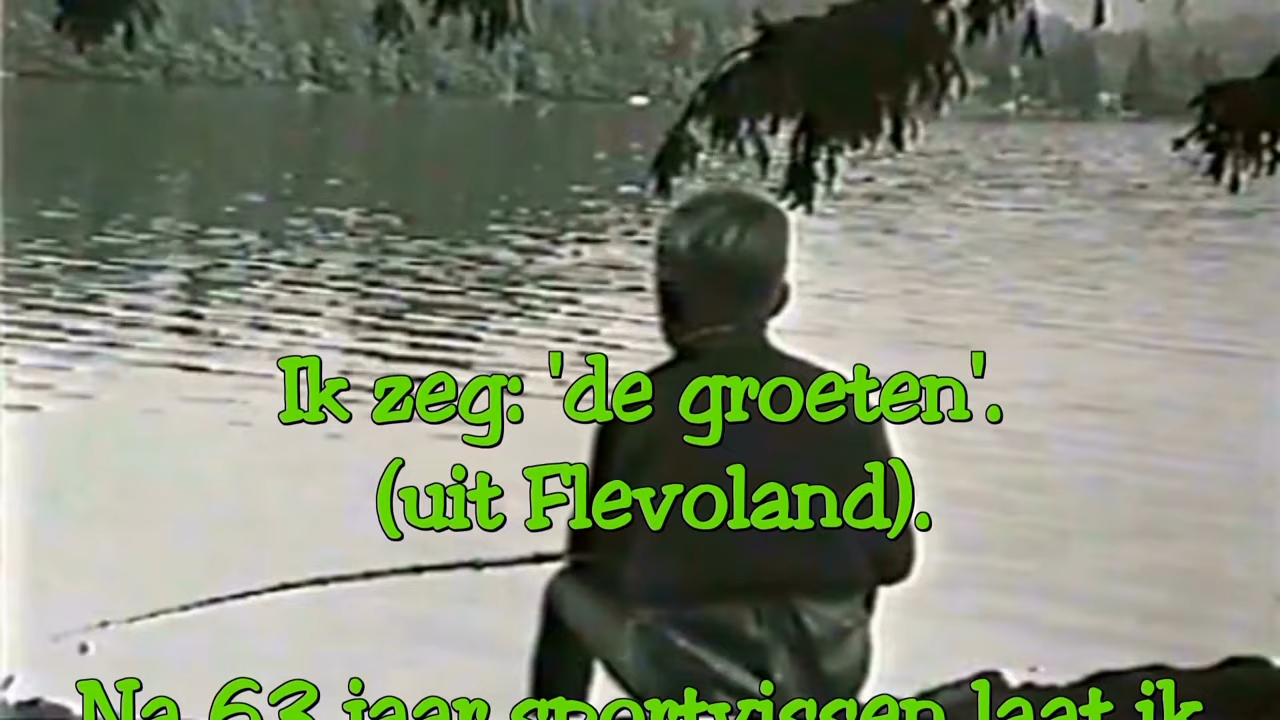 Ik zeg: 'de groeten'.
(uit Flevoland).
Na 63 jaar sportvissen laat ik